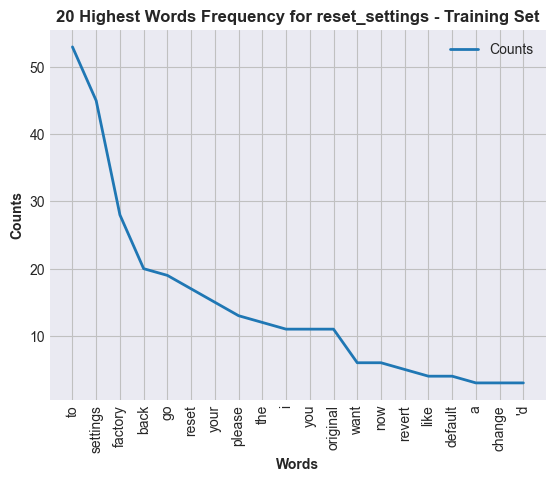 20 Highest Words Frequency for reset_settings - Training Set
Counts
50
40
30
20
10
Counts
to
settings
factory
back
go
reset
your
please
the
i
you
original
want
now
revert
like
default
a
change
'd
Words